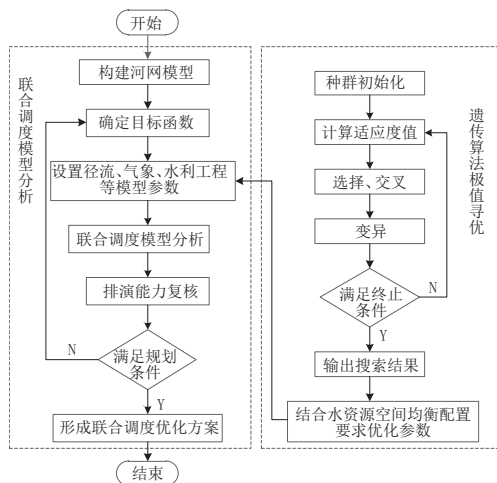 开始
联合调度模型分析
构建河网模型
确定目标函数
设置径流、气象、水利工程
等模型参数
联合调度模型分析
排演能力复核
满足规划
条件
N
Y
形成联合调度优化方案
结束
种群初始化
计算适应度值
选择、交叉
变异
满足终止
条件
N
Y
输出搜索结果
结合水资源空间均衡配置
要求优化参数
遗传算法极值寻优